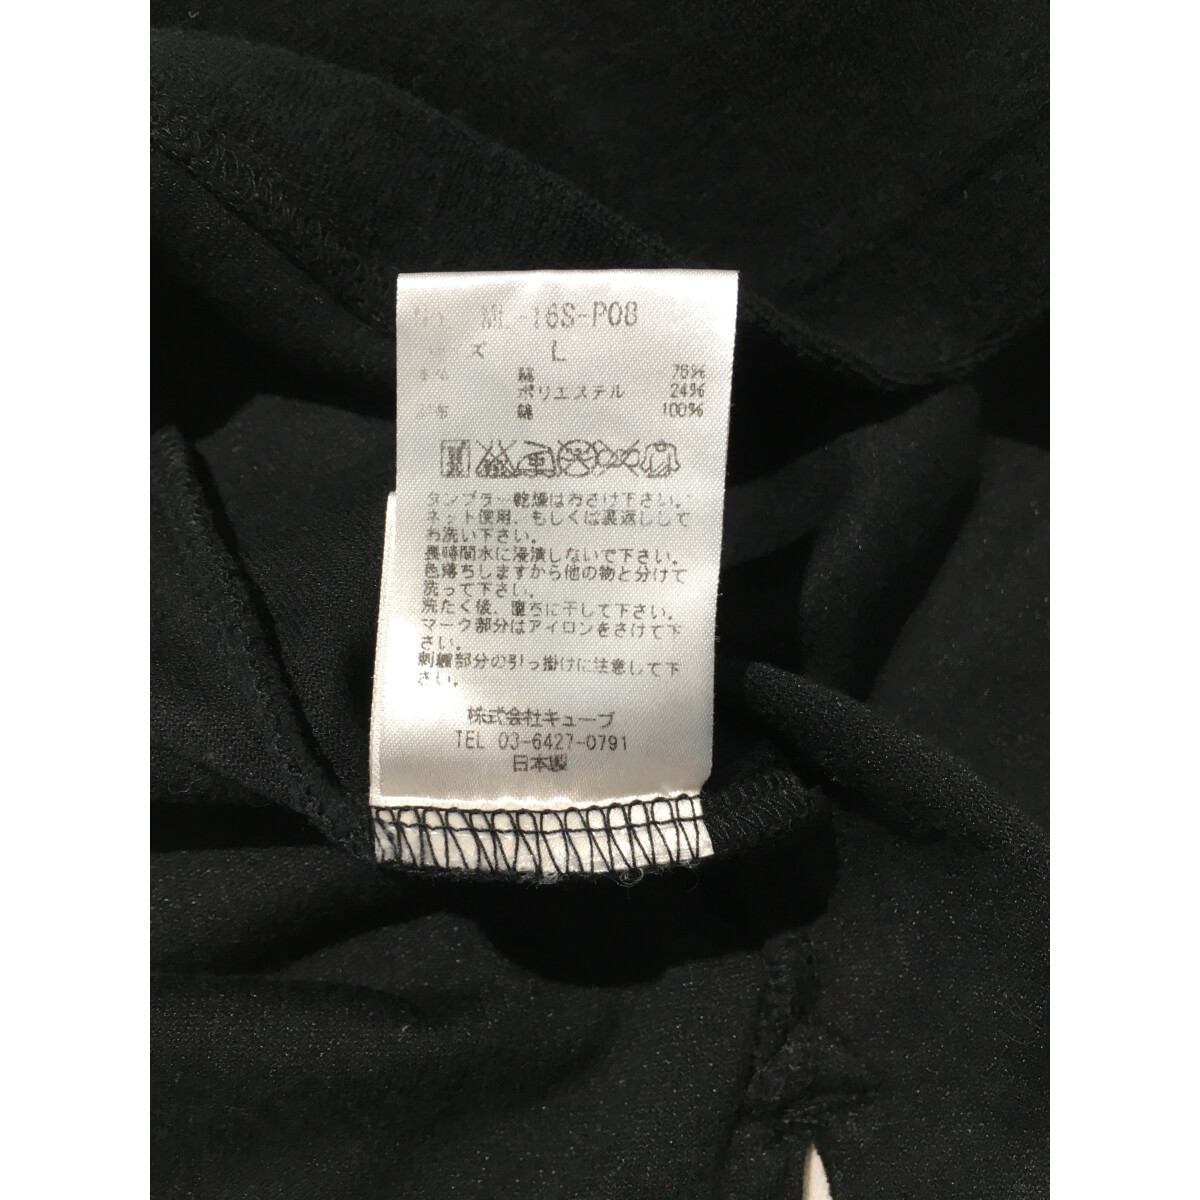 ML-16S-P08
ズ L
綿 76%
ポリエステル 24%
布 綿 100%
タンブラー乾燥はおさけ下さい。
ネット使用、もしくは裏返しして
お洗い下さい。
長時間水に浸漬しないで下さい。
色落ちしますから他の物と分けて
洗って下さい。
洗たく後、直ちに干して下さい。
マーク部分はアイロンをさけて下
さい。
刺繍部分の引っ掛けに注意して下
さい。
株式会社キューブ
TEL 03-6427-0791
日本製